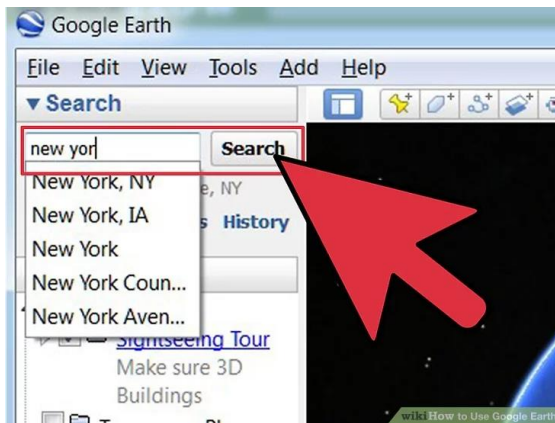 Google Earth
File Edit View Tools Add Help
Search
new yor Search
New York, NY
e, NY
New York, IA
s History
New York
New York Coun...
New York Aven...
Sightseeing Tour
Make sure 3D
Buildings
wikiHow to Use Google Earth